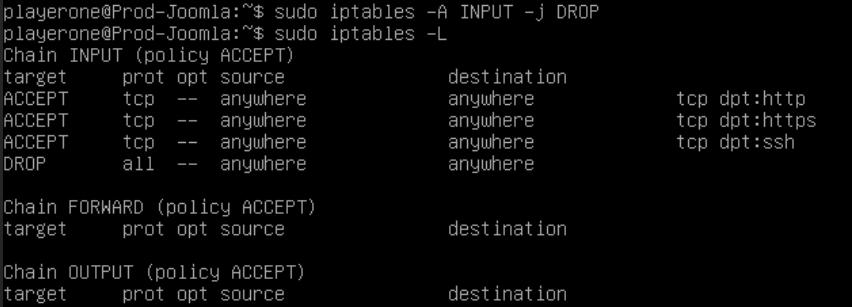 playerone@Prod-Joomla:~$ sudo iptables -A INPUT -j DROP
playerone@Prod-Joomla:~$ sudo iptables -L
Chain INPUT (policy ACCEPT)
target     prot opt source               destination
ACCEPT     tcp  --  anywhere             anywhere             tcp dpt:http
ACCEPT     tcp  --  anywhere             anywhere             tcp dpt:https
ACCEPT     tcp  --  anywhere             anywhere             tcp dpt:ssh
DROP       all  --  anywhere             anywhere

Chain FORWARD (policy ACCEPT)
target     prot opt source               destination

Chain OUTPUT (policy ACCEPT)
target     prot opt source               destination